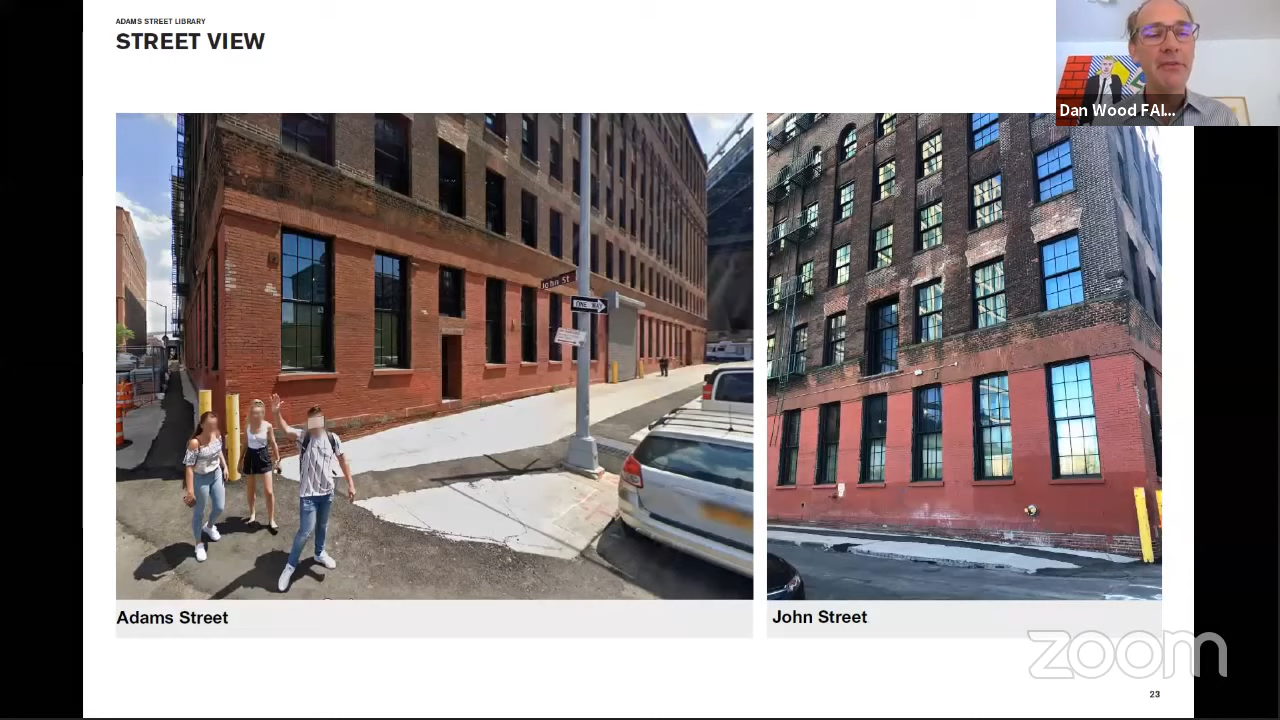 ADAMS STREET LIBRARY
STREET VIEW
Dan Wood FAI...
John St
ONE WAY
Adams Street
John Street
zoom
23